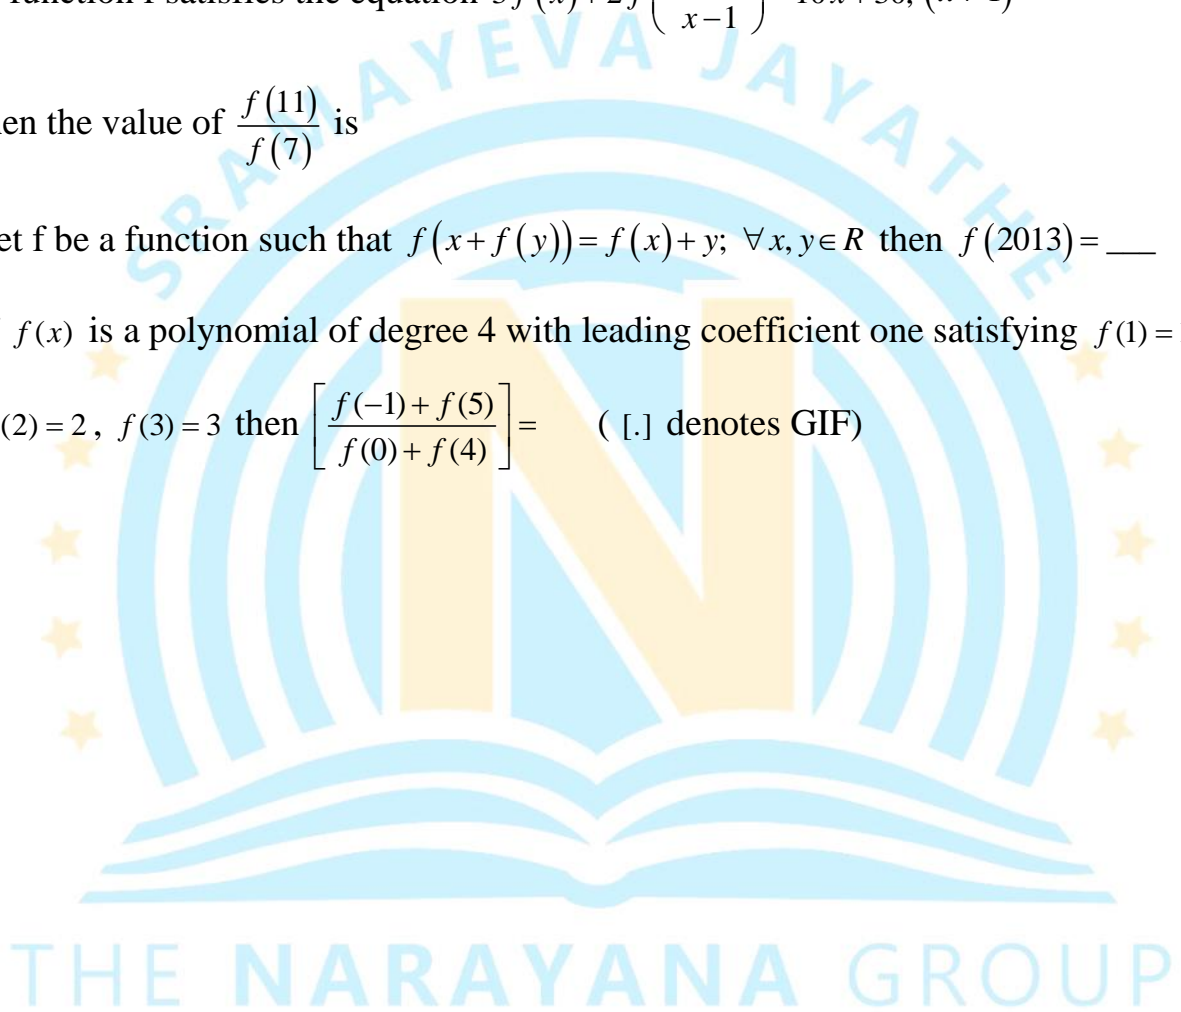 function f satisfies the equation 3f(x)+2f( x−1 ) 10x+30, (x ≠ 1)
en the value of f(11)/f(7) is
et f be a function such that f(x+f(y))=f(x)+y; ∀x,y∈R then f(2013)= ___
f(x) is a polynomial of degree 4 with leading coefficient one satisfying f(1)=
(2)=2, f(3)=3 then [(f(−1)+f(5))/(f(0)+f(4))]= ( [.] denotes GIF)
SRAMAYEVA JAYATHE
N
THE NARAYANA GROUP